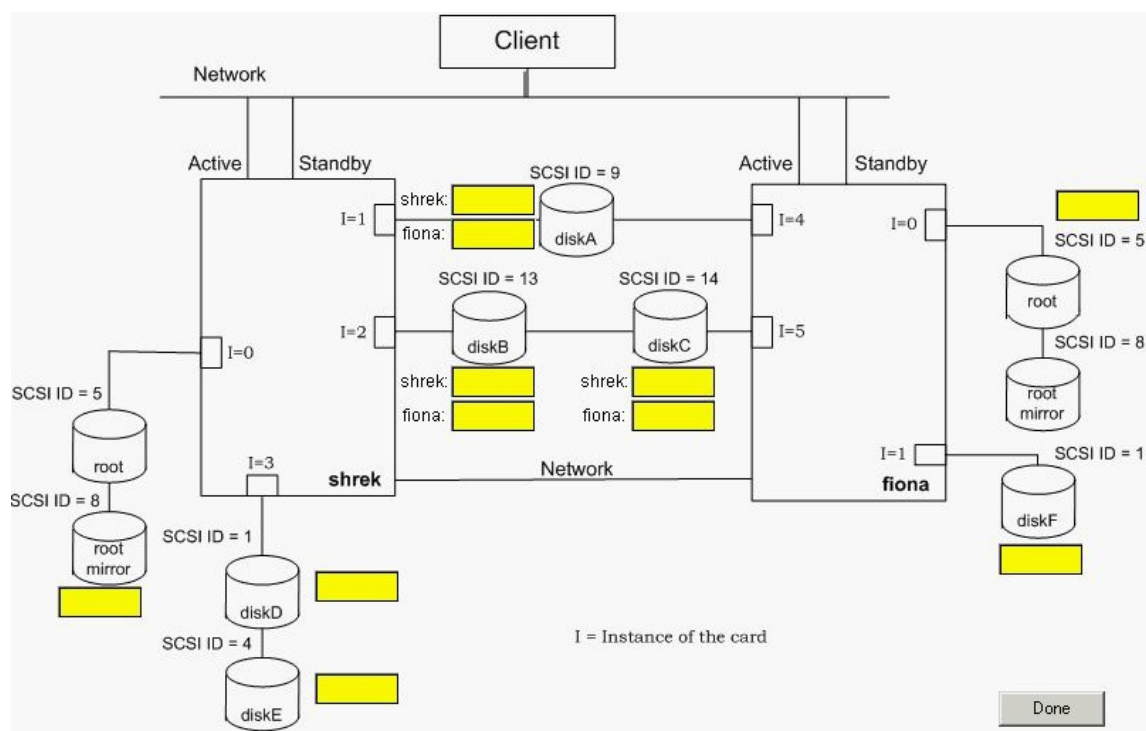 Client
Network
Active
Standby
Active
Standby
SCSI ID = 9
shrek:
I=1
I=4
I=0
fiona:
diskA
SCSI ID = 5
SCSI ID = 13
SCSI ID = 14
root
I=2
I=5
diskB
diskC
SCSI ID = 8
I=0
shrek:
shrek:
SCSI ID = 5
root
mirror
fiona:
fiona:
I=1
SCSI ID = 1
root
I=3
Network
shrek
fiona
SCSI ID = 8
diskF
root
mirror
SCSI ID = 1
diskD
I = Instance of the card
SCSI ID = 4
diskE
Done